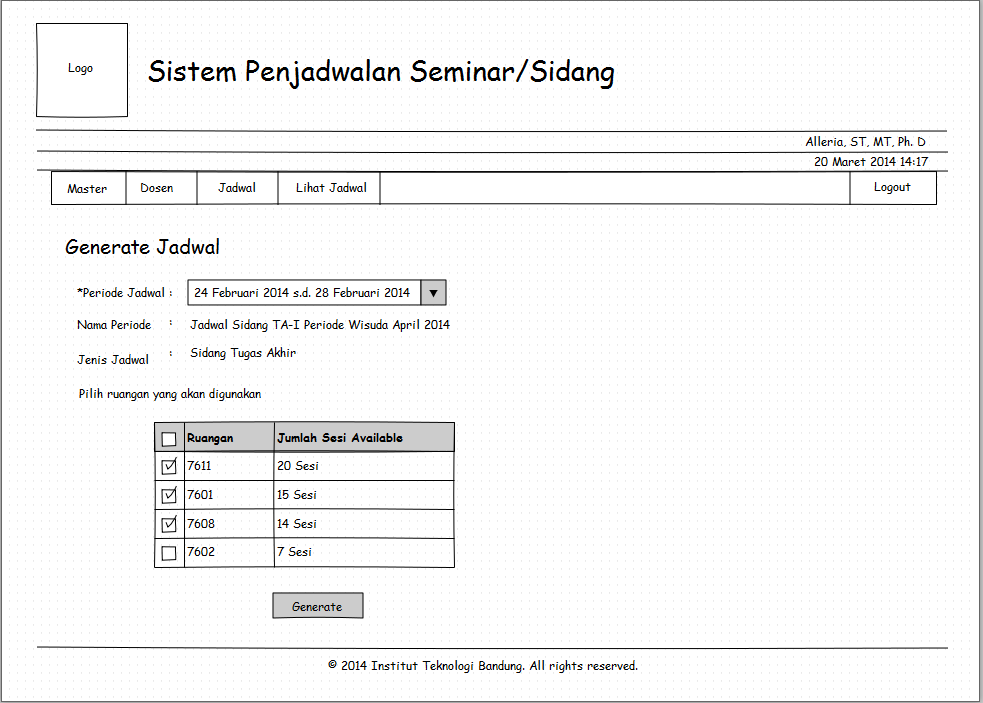 Logo
Sistem Penjadwalan Seminar/Sidang
Alleria, ST, MT, Ph. D
20 Maret 2014 14:17
Master Dosen Jadwal Lihat Jadwal Logout
Generate Jadwal
*Periode Jadwal : 24 Februari 2014 s.d. 28 Februari 2014
Nama Periode : Jadwal Sidang TA-I Periode Wisuda April 2014
Jenis Jadwal : Sidang Tugas Akhir
Pilih ruangan yang akan digunakan
Ruangan Jumlah Sesi Available
7611 20 Sesi
7601 15 Sesi
7608 14 Sesi
7602 7 Sesi
Generate
© 2014 Institut Teknologi Bandung. All rights reserved.